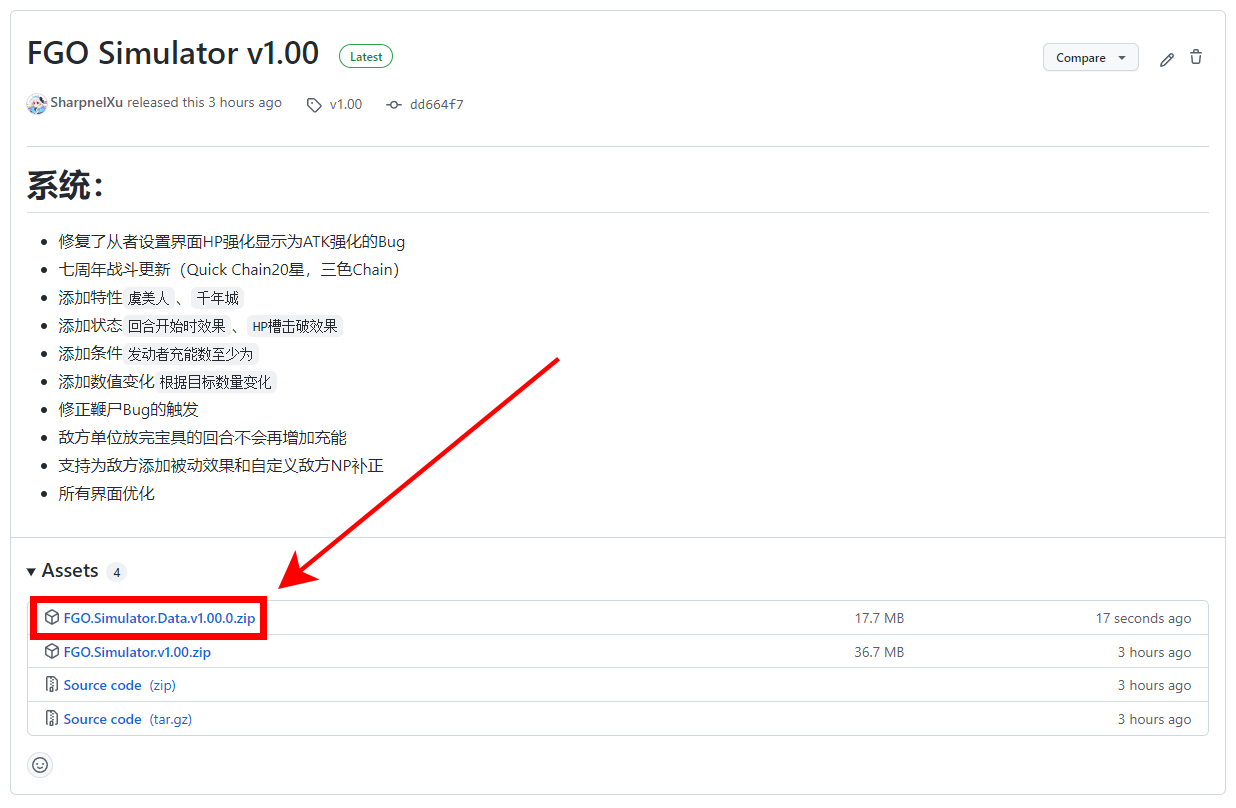 FGO Simulator v1.00 Latest Compare
SharpnelXu released this 3 hours ago v1.00 dd664f7
系统：
修复了从者设置界面HP强化显示为ATK强化的Bug
七周年战斗更新（Quick Chain20星，三色Chain）
添加特性 虞美人 、 千年城
添加状态 回合开始时效果 、 HP槽击破效果
添加条件 发动者充能数至少为
添加数值变化 根据目标数量变化
修正鞭尸Bug的触发
敌方单位放完宝具的回合不会再增加充能
支持为敌方添加被动效果和自定义敌方NP补正
所有界面优化
Assets 4
FGO.Simulator.Data.v1.00.0.zip 17.7 MB 17 seconds ago
FGO.Simulator.v1.00.zip 36.7 MB 3 hours ago
Source code (zip) 3 hours ago
Source code (tar.gz) 3 hours ago